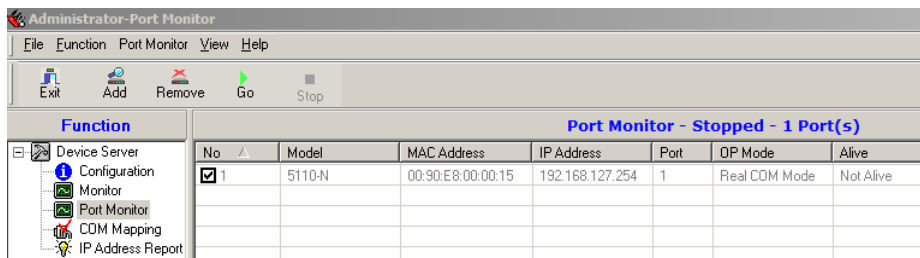 Administrator-Port Monitor
File Function Port Monitor View Help
Exit Add Remove Go Stop
Function
Port Monitor - Stopped - 1 Port(s)
Device Server
Configuration
Monitor
Port Monitor
COM Mapping
IP Address Report
No Model MAC Address IP Address Port OP Mode Alive
1 5110-N 00:90:E8:00:00:15 192.168.127.254 1 Real COM Mode Not Alive